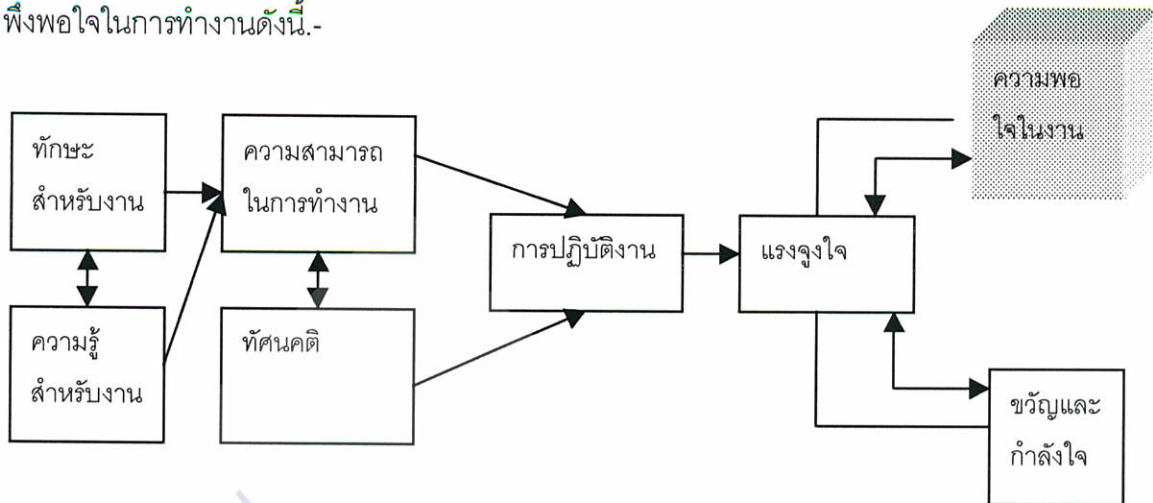 พึงพอใจในการทำงานดังนี้.-
ทักษะ
สำหรับงาน
ความสามารถ
ในการทำงาน
ความรู้
สำหรับงาน
ทัศนคติ
การปฏิบัติงาน
แรงจูงใจ
ความพอ
ใจในงาน
ขวัญและ
กำลังใจ